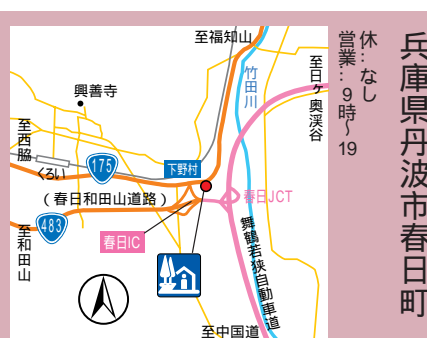 兵庫県丹波市春日町
休:なし
営業:9時〜19
至福知山
竹田川
至日ヶ奥渓谷
興善寺
至西脇
くろい
175
下野村
(春日和田山道路)
春日JCT
483
至和田山
春日IC
舞鶴若狭自動車道
至中国道